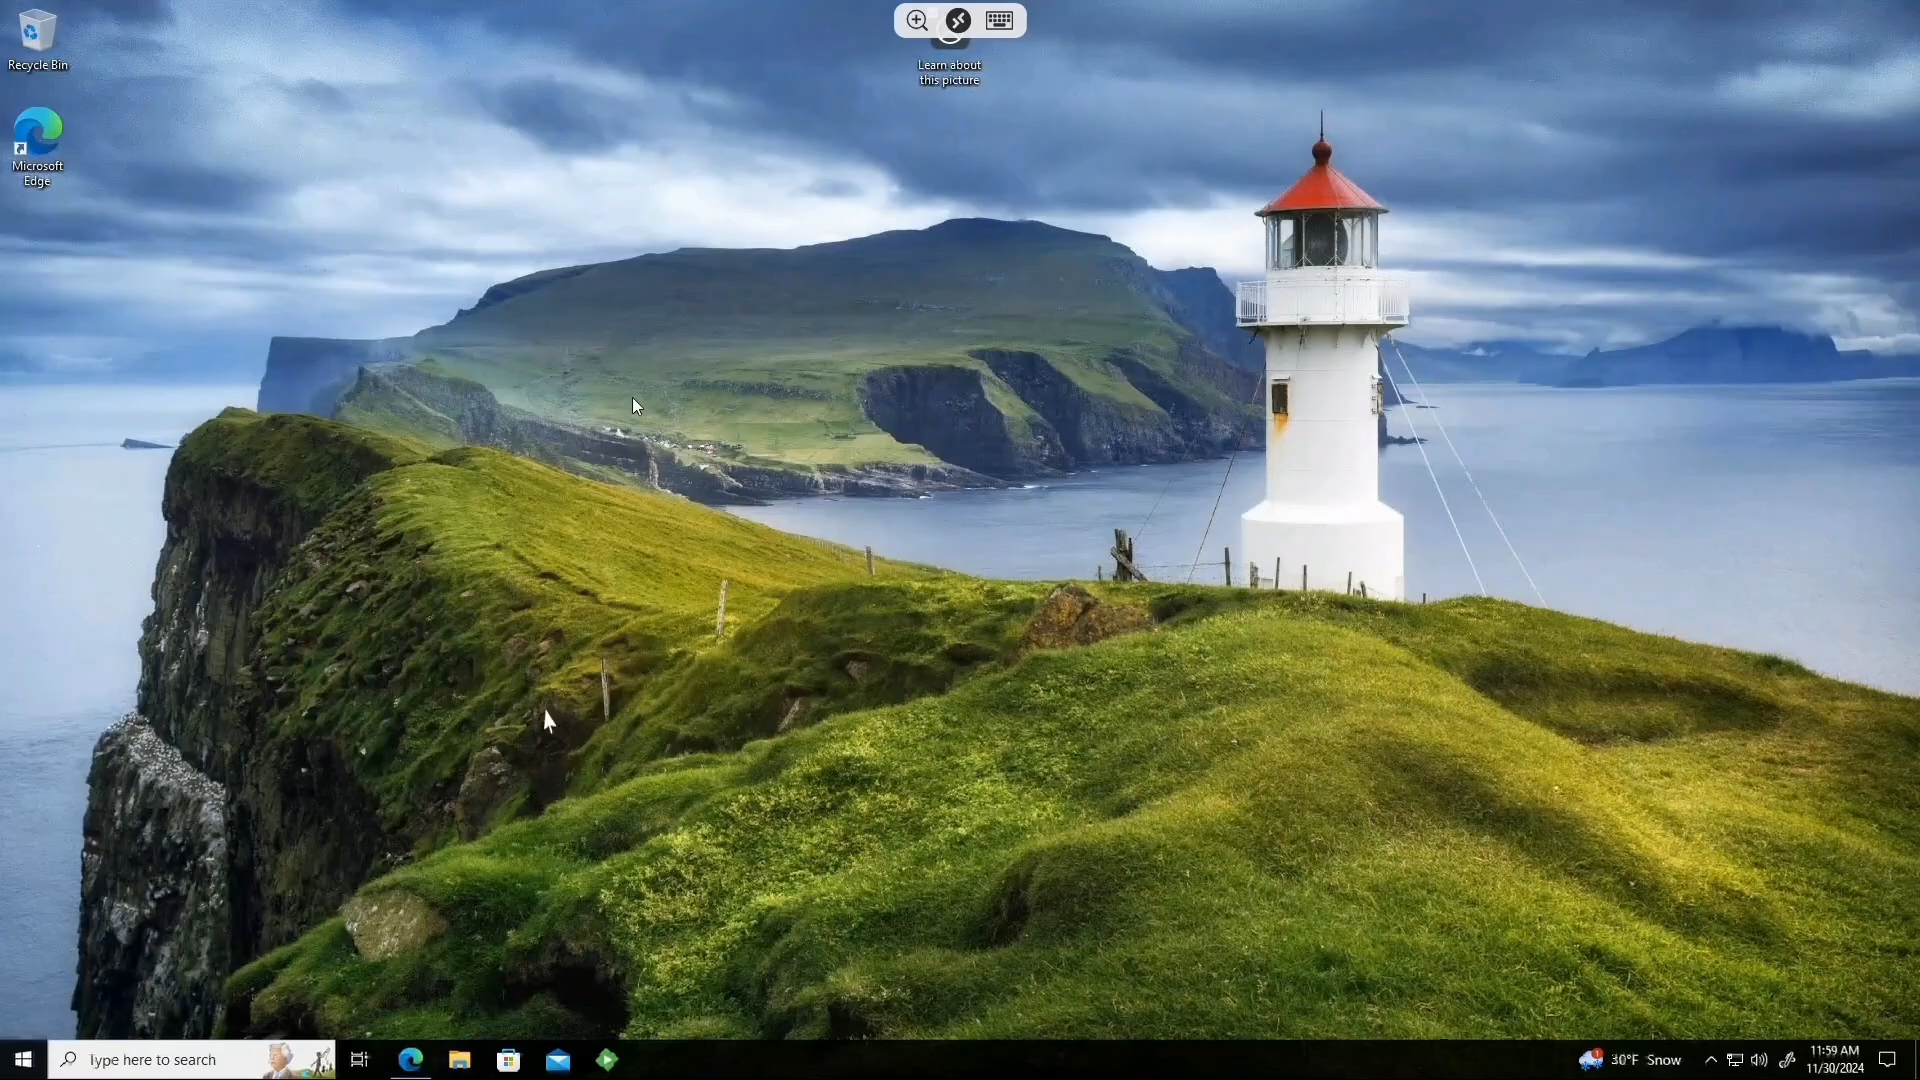 Recycle Bin
Learn about
this picture
Microsoft
Edge
Type here to search
30°F Snow
11:59 AM
11/30/2024